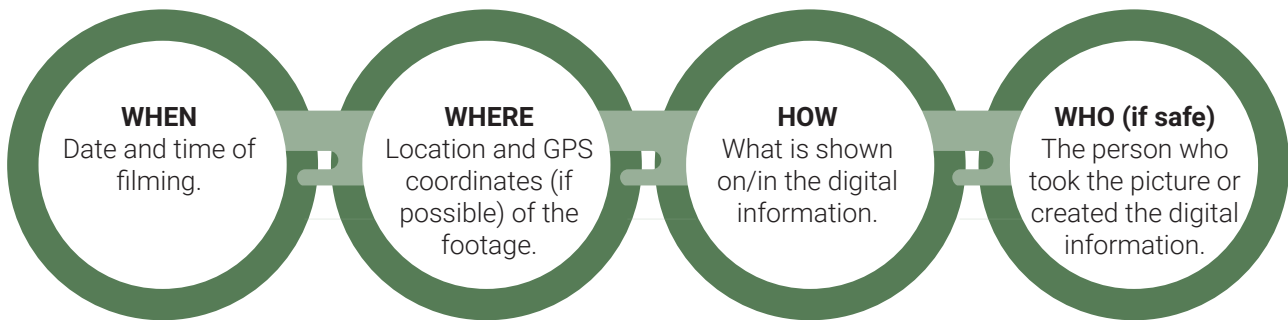 WHEN
Date and time of
filming.
WHERE
Location and GPS
coordinates (if
possible) of the
footage.
HOW
What is shown
on/in the digital
information.
WHO (if safe)
The person who
took the picture or
created the digital
information.